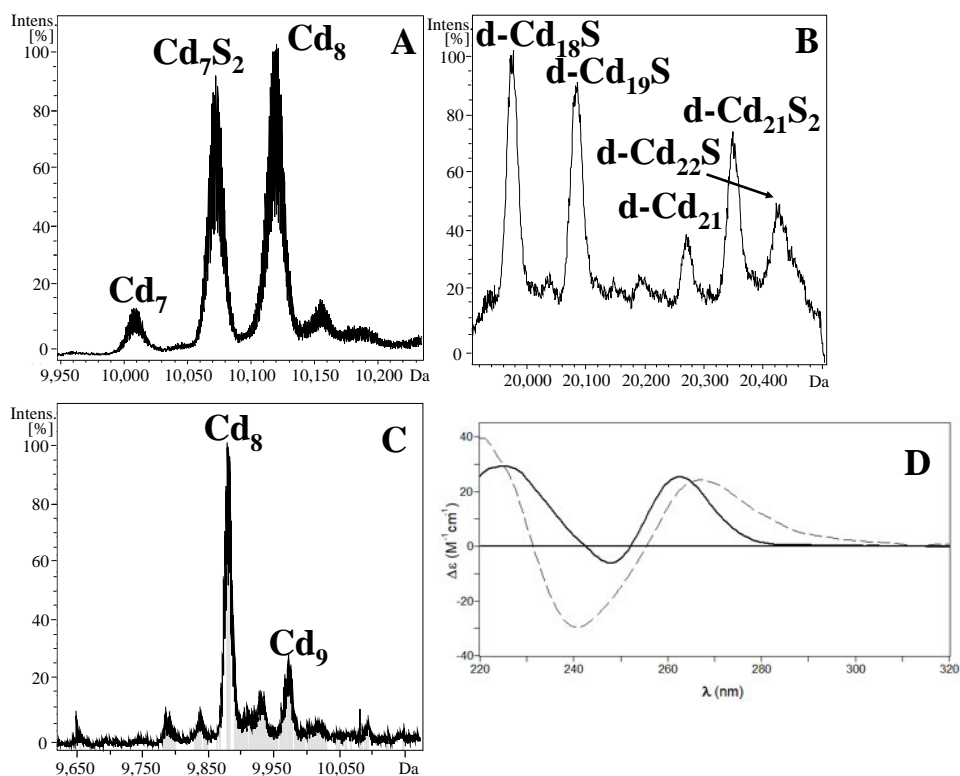 Intens.
[%]
Cd7S2
Cd8
A
100
80
60
40
20
0
Cd7
9,950 10,000 10,050 10,100 10,150 10,200 Da
Intens.
[%]
d-Cd18S
B
d-Cd19S
d-Cd21S2
d-Cd22S
d-Cd21
100
80
60
40
20
0
20,000 20,100 20,200 20,300 20,400 Da
Intens.
[%]
Cd8
C
100
80
60
40
20
0
Cd9
9,650 9,750 9,850 9,950 10,050 Da
D
40
20
0
-20
-40
Δε (M-1cm-1)
220 240 260 280 300 320
λ (nm)